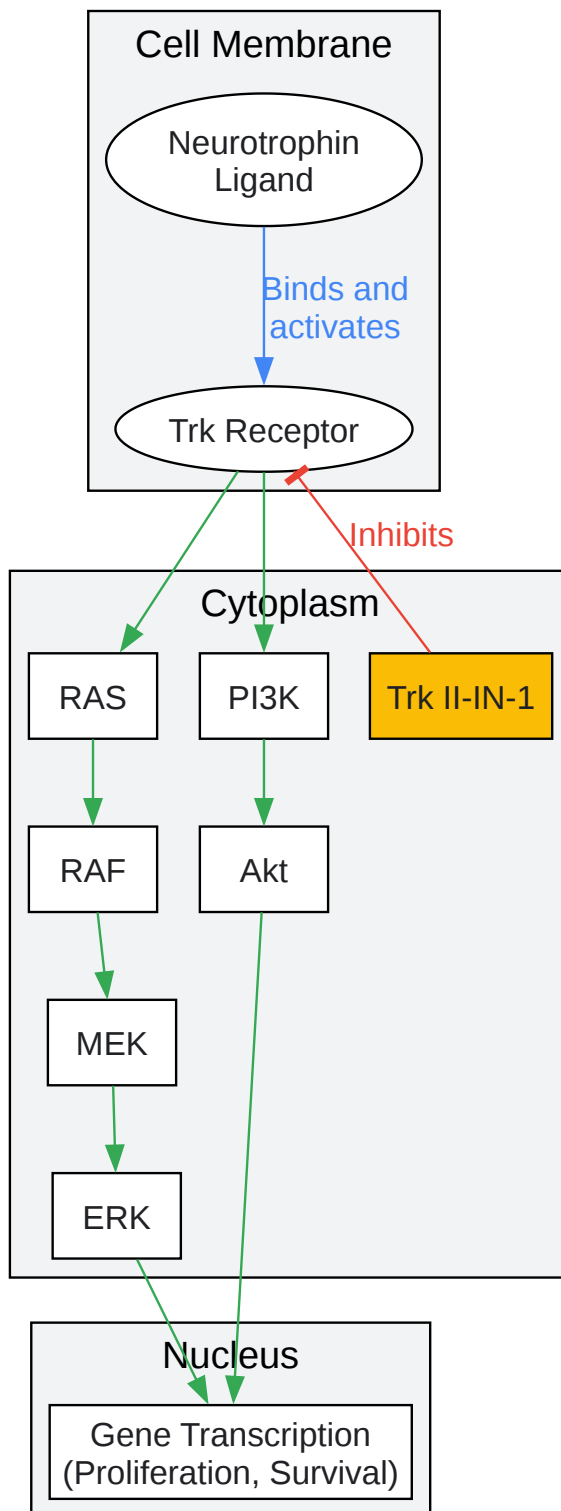 Cell Membrane
Neurotrophin
Ligand
Binds and
activates
Trk Receptor
Inhibits
Cytoplasm
RAS
PI3K
Trk II-IN-1
RAF
Akt
MEK
ERK
Nucleus
Gene Transcription
(Proliferation, Survival)